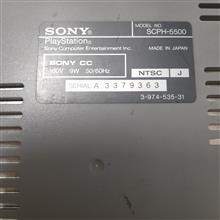 SONY®
MODEL NO.
SCPH-5500
PlayStation®
Sony Computer Entertainment Inc.
MADE IN JAPAN
SONY CC
100V 9W 50/60Hz
NTSC J
SERIAL A3379363
3-974-535-31